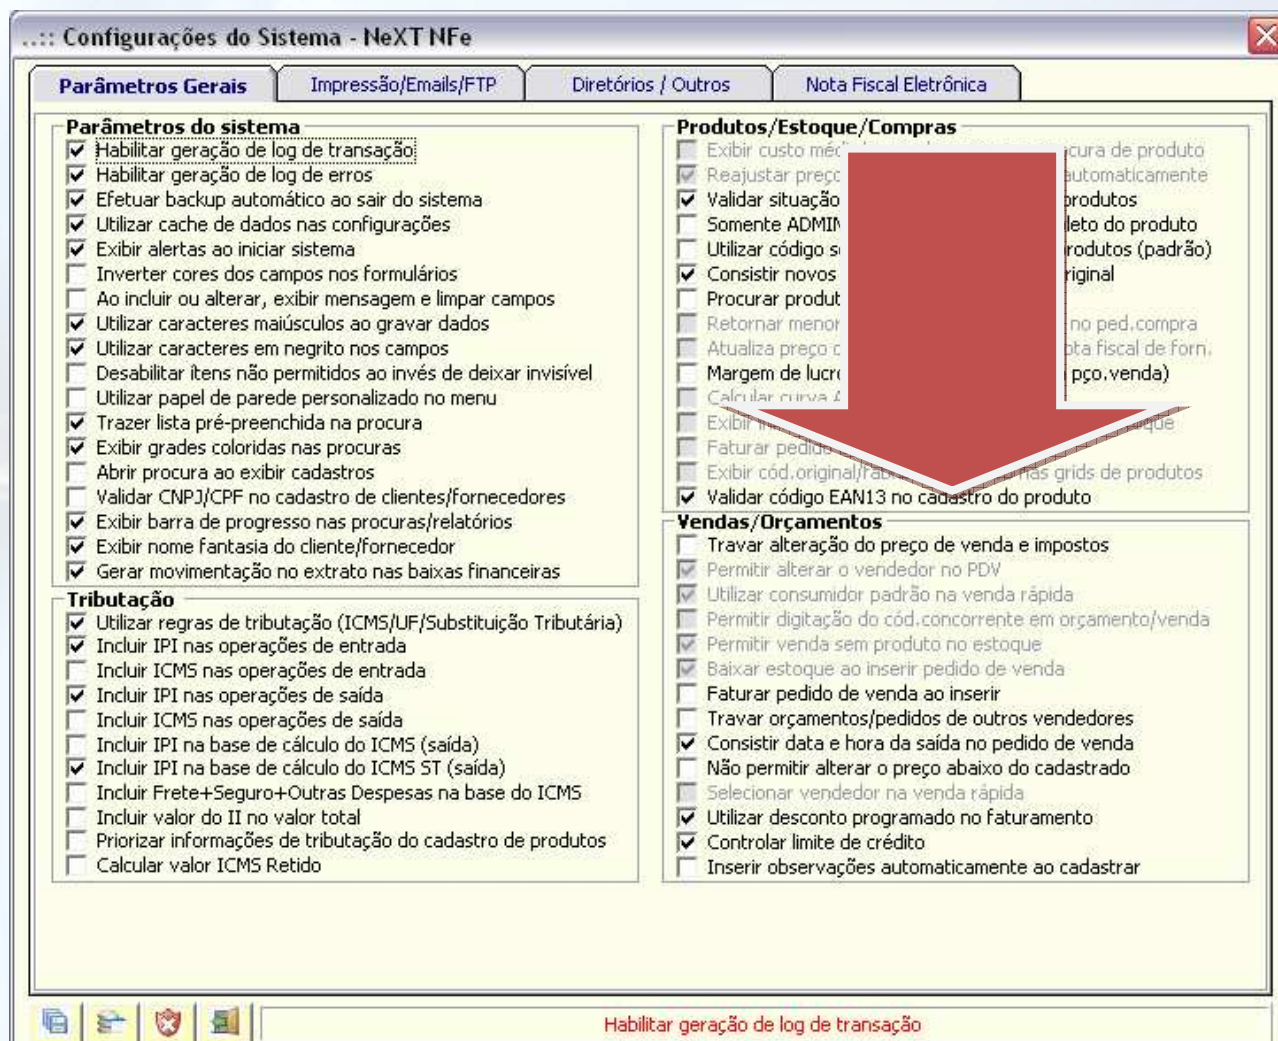 ..:: Configurações do Sistema - NeXT NFe
Parâmetros Gerais
Impressão/Emails/FTP
Diretórios / Outros
Nota Fiscal Eletrônica
Parâmetros do sistema
Habilitar geração de log de transação
Habilitar geração de log de erros
Efetuar backup automático ao sair do sistema
Utilizar cache de dados nas configurações
Exibir alertas ao iniciar sistema
Inverter cores dos campos nos formulários
Ao incluir ou alterar, exibir mensagem e limpar campos
Utilizar caracteres maiúsculos ao gravar dados
Utilizar caracteres em negrito nos campos
Desabilitar ítens não permitidos ao invés de deixar invisível
Utilizar papel de parede personalizado no menu
Trazer lista pré-preenchida na procura
Exibir grades coloridas nas procuras
Abrir procura ao exibir cadastros
Validar CNPJ/CPF no cadastro de clientes/fornecedores
Exibir barra de progresso nas procuras/relatórios
Exibir nome fantasia do cliente/fornecedor
Gerar movimentação no extrato nas baixas financeiras
Tributação
Utilizar regras de tributação (ICMS/UF/Substituição Tributária)
Incluir IPI nas operações de entrada
Incluir ICMS nas operações de entrada
Incluir IPI nas operações de saída
Incluir ICMS nas operações de saída
Incluir IPI na base de cálculo do ICMS (saída)
Incluir IPI na base de cálculo do ICMS ST (saída)
Incluir Frete+Seguro+Outras Despesas na base do ICMS
Incluir valor do II no valor total
Priorizar informações de tributação do cadastro de produtos
Calcular valor ICMS Retido
Produtos/Estoque/Compras
Exibir custo de produto
Reajustar preço automaticamente
Validar situação produtos
Somente do produto
Utilizar código (padrão)
Consistir novos
Procurar
Retornar no ped.compra
Atualiza preço fiscal de forn.
Margem de pço.venda)
Calcular curva
Exibir
Faturar pedido
Exibir nas grids de produtos
Validar código EAN13 no cadastro do produto
Vendas/Orçamentos
Travar alteração do preço de venda e impostos
Permitir alterar o vendedor no PDV
Utilizar consumidor padrão na venda rápida
Permitir digitação do cód.concorrente em orçamento/venda
Permitir venda sem produto no estoque
Baixar estoque ao inserir pedido de venda
Faturar pedido de venda ao inserir
Travar orçamentos/pedidos de outros vendedores
Consistir data e hora da saída no pedido de venda
Não permitir alterar o preço abaixo do cadastrado
Selecionar vendedor na venda rápida
Utilizar desconto programado no faturamento
Controlar limite de crédito
Inserir observações automaticamente ao cadastrar
Habilitar geração de log de transação